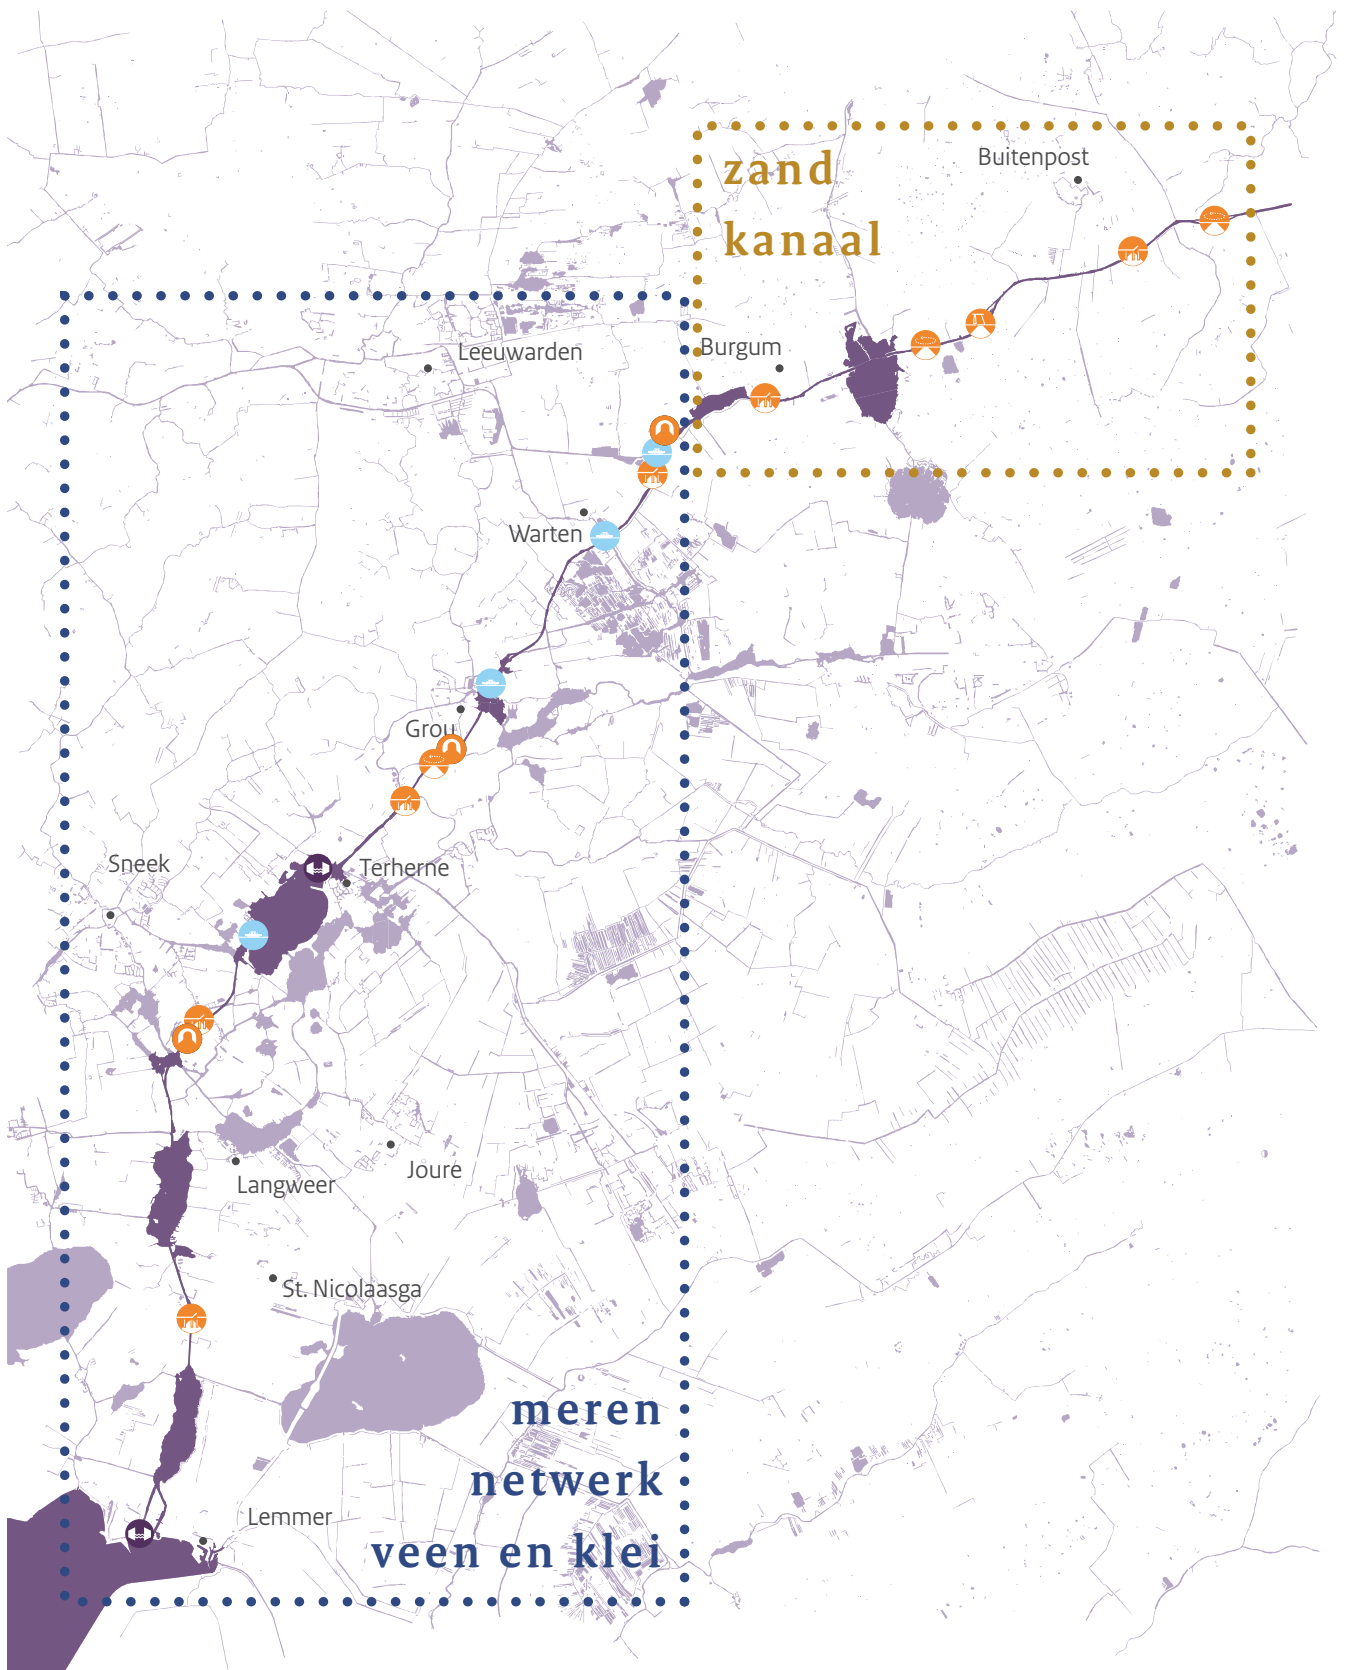 Buitenpost
zand
kanaal
Leeuwarden
Burgum
Warten
Grou
Sneek
Terherne
Joure
Langweer
St. Nicolaasga
meren
netwerk
Lemmer
veen en klei